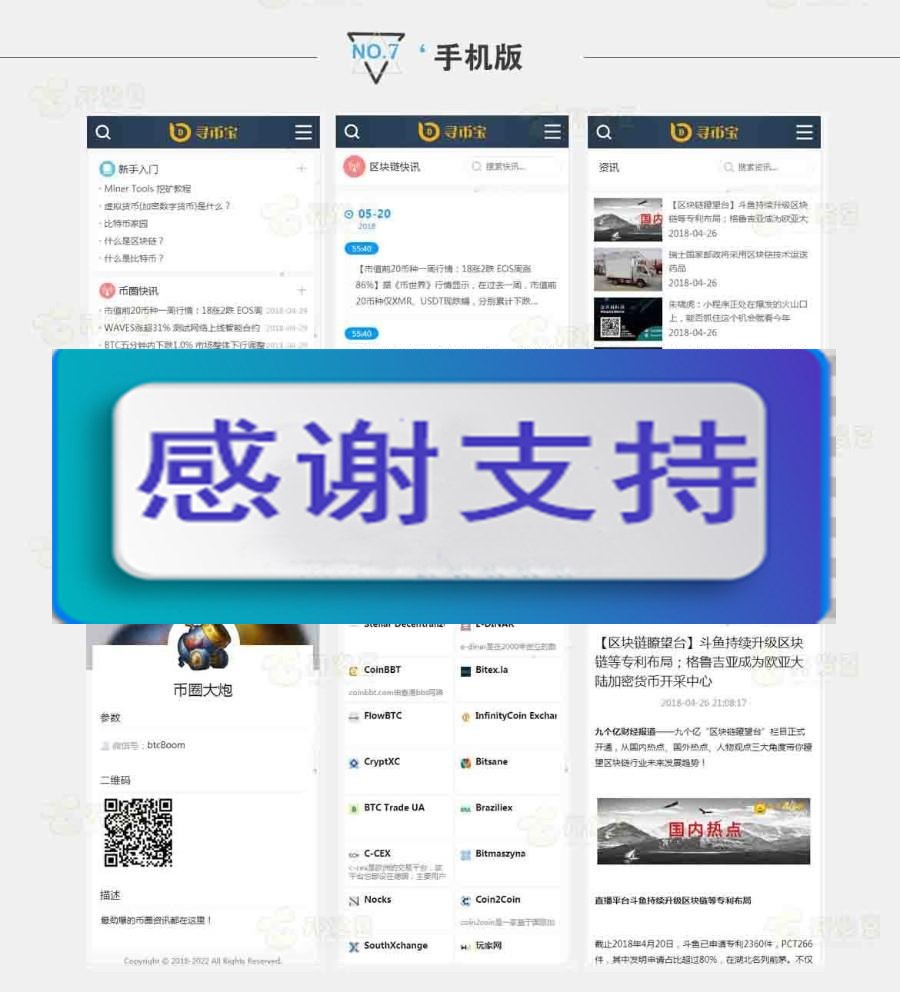 NO.7
手机版
寻币宝
新手入门
· Miner Tools 挖矿教程
· 虚拟货币(加密数字货币)是什么？
· 比特币家园
· 什么是区块链？
· 什么是比特币？
币圈快讯
· 市值前20币种一周行情：18涨2跌 EOS周 2018-04-29
· WAVES涨超31% 测试网络上线智能合约 2018-04-29
· BTC五分钟内下跌1.0% 市场整体下行调整 2018-04-29
寻币宝
区块链快讯
搜索快讯...
05-20
2018
55:40
【市值前20币种一周行情：18涨2跌 EOS周涨
86%】据《币世界》行情显示，在过去一周，市值前
20币种仅XMR、USDT现跌幅，分别累计下跌...
55:40
寻币宝
资讯
搜索资讯...
【区块链瞭望台】斗鱼持续升级区块
链等专利布局；格鲁吉亚成为欧亚大
2018-04-26
国内
瑞士国家邮政将采用区块链技术运送
药品
2018-04-26
朱啸虎：小程序正处在爆发的火山口
上，能否抓住这个机会就看今年
2018-04-26
感谢支持
币圈大炮
参数
微信号：btcBoom
二维码
描述
最劲爆的币圈资讯都在这里！
Copyright © 2018-2022 All Rights Reserved.
Stellar Decentraliz
E-DINAR
e-dinar是在2000年创立的数
CoinBBT
coinbbt.com由香港bbt网络
Bitex.la
FlowBTC
InfinityCoin Exchan
CryptXC
Bitsane
BTC Trade UA
Braziliex
C-CEX
c-cex是欧洲的交易平台，该
平台总部设在德国，主要用户
Bitmaszyna
Nocks
Coin2Coin
coin2coin是一家基于国际加
SouthXchange
玩家网
【区块链瞭望台】斗鱼持续升级区块
链等专利布局；格鲁吉亚成为欧亚大
陆加密货币开采中心
2018-04-26 21:08:17
九个亿财经报道——九个亿“区块链瞭望台”栏目正式
开通，从国内热点、国外热点、人物观点三大角度带你瞭
望区块链行业未来发展趋势！
国内热点
直播平台斗鱼持续升级区块链等专利布局
截止2018年4月20日，斗鱼已申请专利2360件，PCT266
件，其中发明申请占比超过80%，在湖北名列前茅。不仅